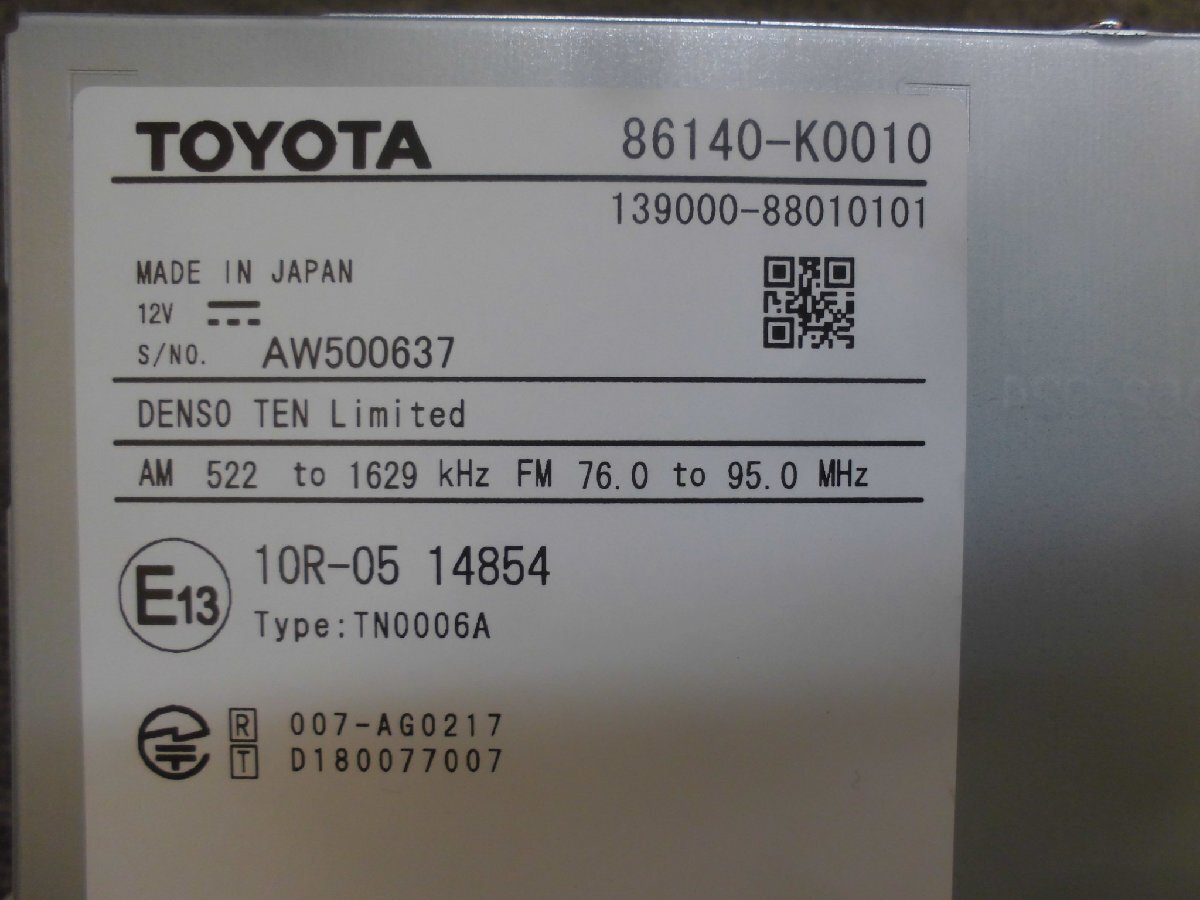 TOYOTA 86140-K0010
139000-88010101
MADE IN JAPAN
12V
S/NO. AW500637
DENSO TEN Limited
AM 522 to 1629 kHz FM 76.0 to 95.0 MHz
E13 10R-05 14854
Type:TN0006A
R 007-AG0217
T D180077007